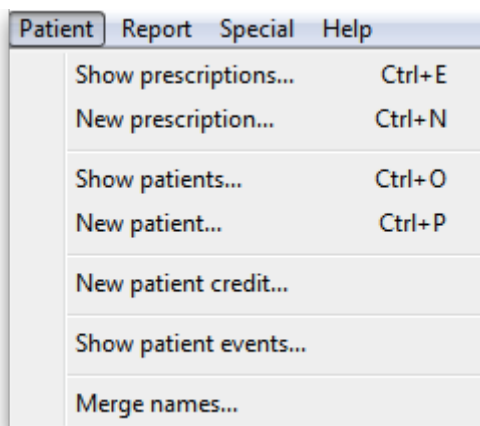 Patient Report Special Help
Show prescriptions... Ctrl+E
New prescription... Ctrl+N
Show patients... Ctrl+O
New patient... Ctrl+P
New patient credit...
Show patient events...
Merge names...